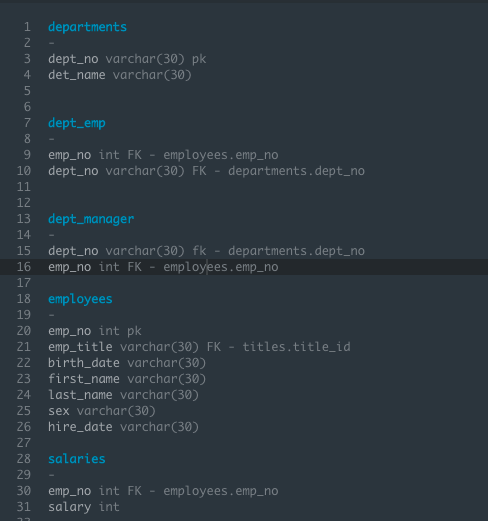 1 departments
2 -
3 dept_no varchar(30) pk
4 det_name varchar(30)
5
6
7 dept_emp
8 -
9 emp_no int FK - employees.emp_no
10 dept_no varchar(30) FK - departments.dept_no
11
12
13 dept_manager
14 -
15 dept_no varchar(30) fk - departments.dept_no
16 emp_no int FK - employees.emp_no
17
18 employees
19 -
20 emp_no int pk
21 emp_title varchar(30) FK - titles.title_id
22 birth_date varchar(30)
23 first_name varchar(30)
24 last_name varchar(30)
25 sex varchar(30)
26 hire_date varchar(30)
27
28 salaries
29 -
30 emp_no int FK - employees.emp_no
31 salary int